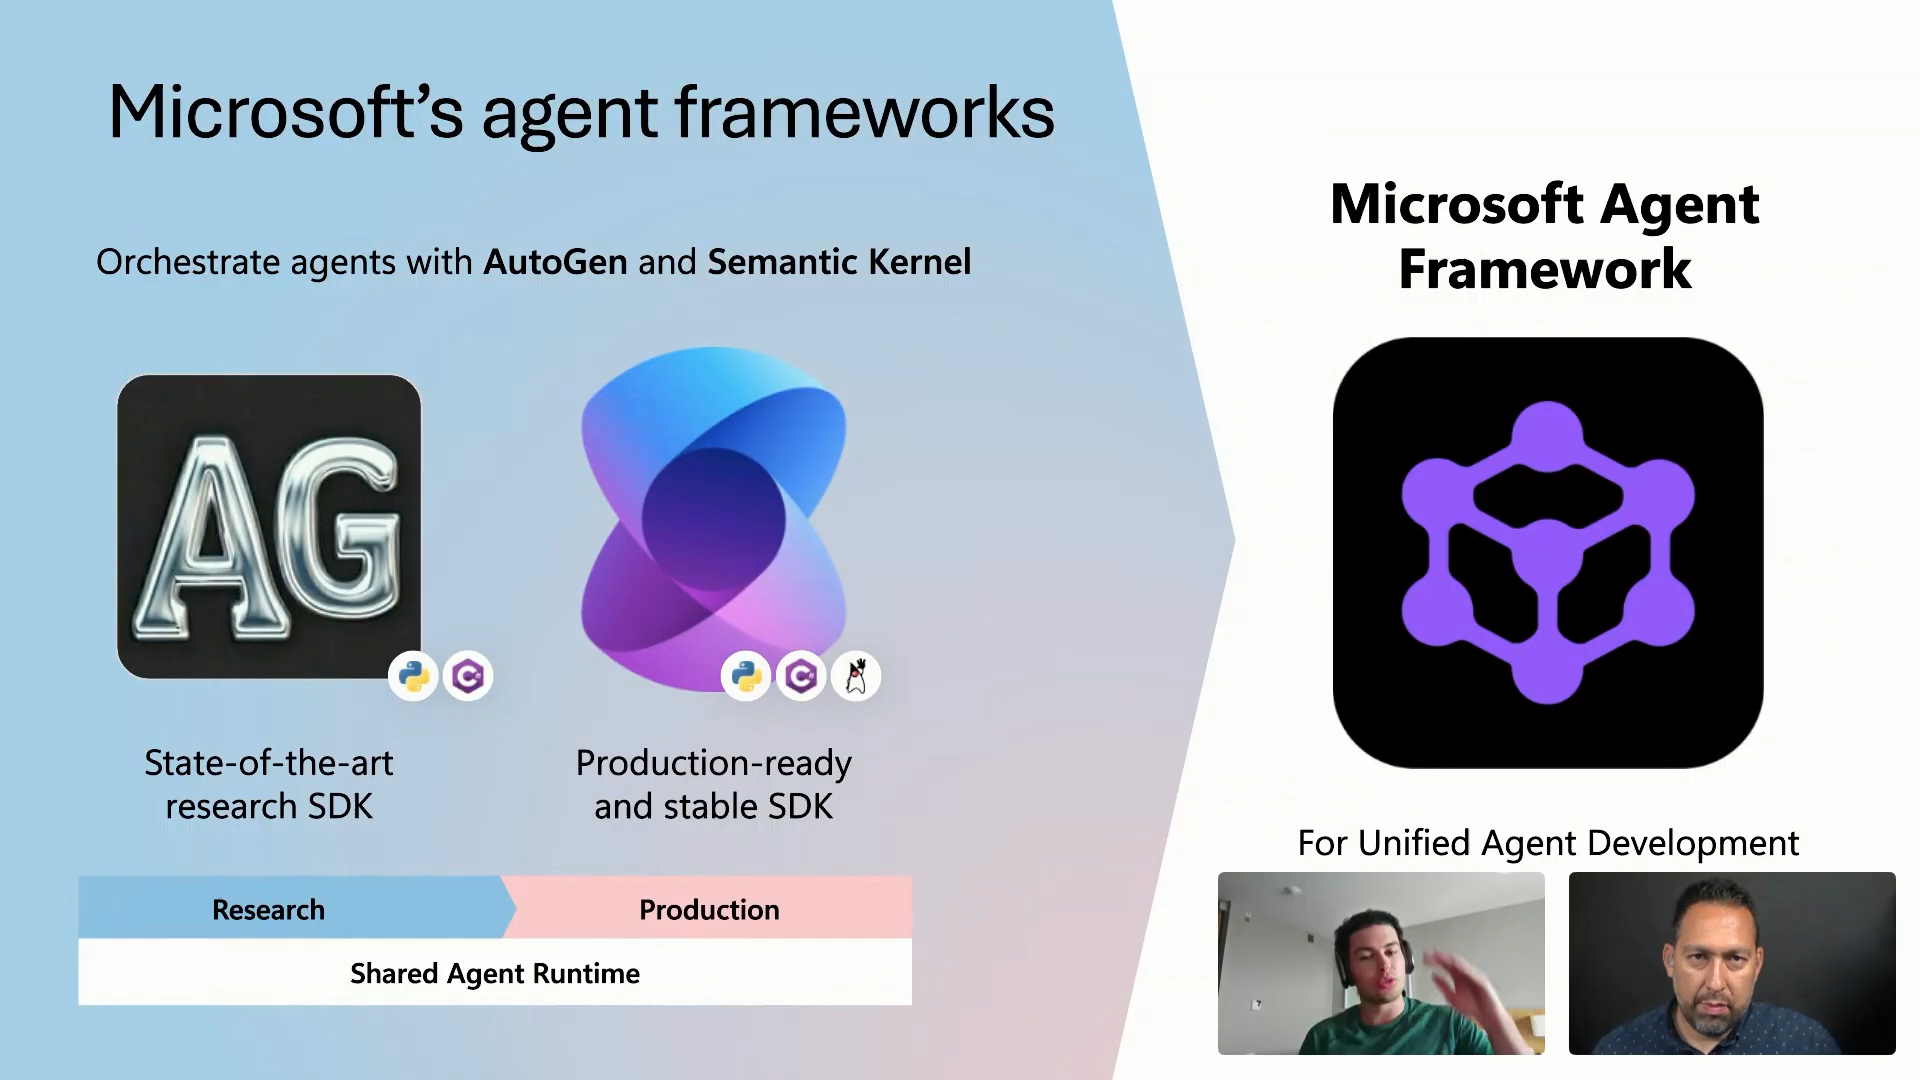 Microsoft’s agent frameworks
Orchestrate agents with AutoGen and Semantic Kernel
AG
State-of-the-art
research SDK
Production-ready
and stable SDK
Research
Production
Shared Agent Runtime
Microsoft Agent
Framework
For Unified Agent Development